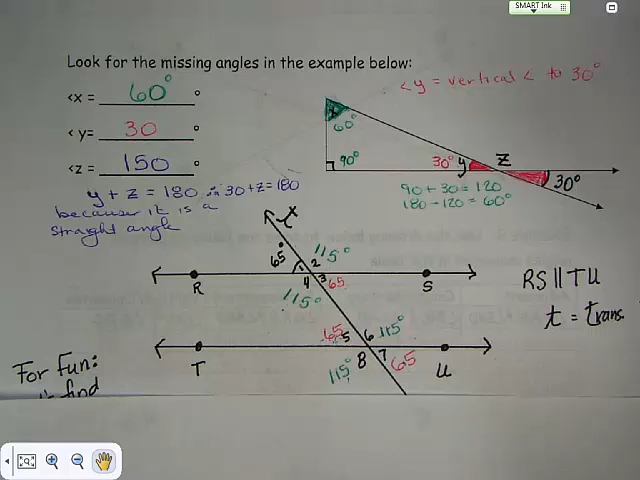 SMART Ink
Look for the missing angles in the example below:
<x = 60° °
<y= 30 °
<z = 150 °
y + z = 180 ∴ 30+z=180
because it is a
straight angle
<y = vertical < to 30°
x
60°
90°
30° y z
30°
90 + 30 = 120
180 - 120 = 60°
t
65° 1 2 115°
4 3 65
115°
R S
RS || TU
t = trans.
65 5 6 115°
8 7 65
115°
T U
For Fun:
find